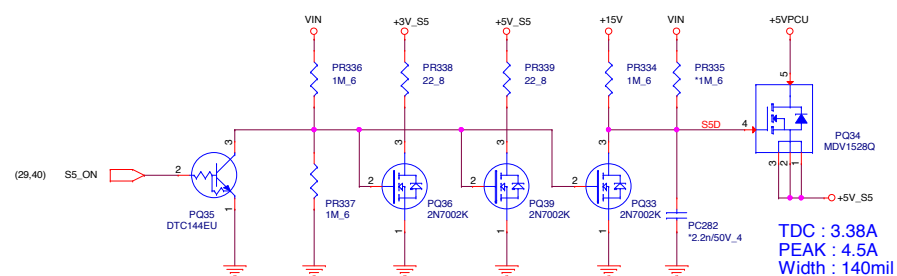 VIN +3V_S5 +5V_S5 +15V VIN +5VPCU
PR336 1M_6
PR338 22_8
PR339 22_8
PR334 1M_6
PR335 *1M_6
5
3 3 3 3
S5D 4
PQ34
MDV1528Q
3 2 1
(29,40) S5_ON 2
PQ35
DTC144EU
1
PR337
1M_6
2
PQ36
2N7002K
1
2
PQ39
2N7002K
1
2
PQ33
2N7002K
1
PC282
*2.2n/50V_4
+5V_S5
TDC : 3.38A
PEAK : 4.5A
Width : 140mil